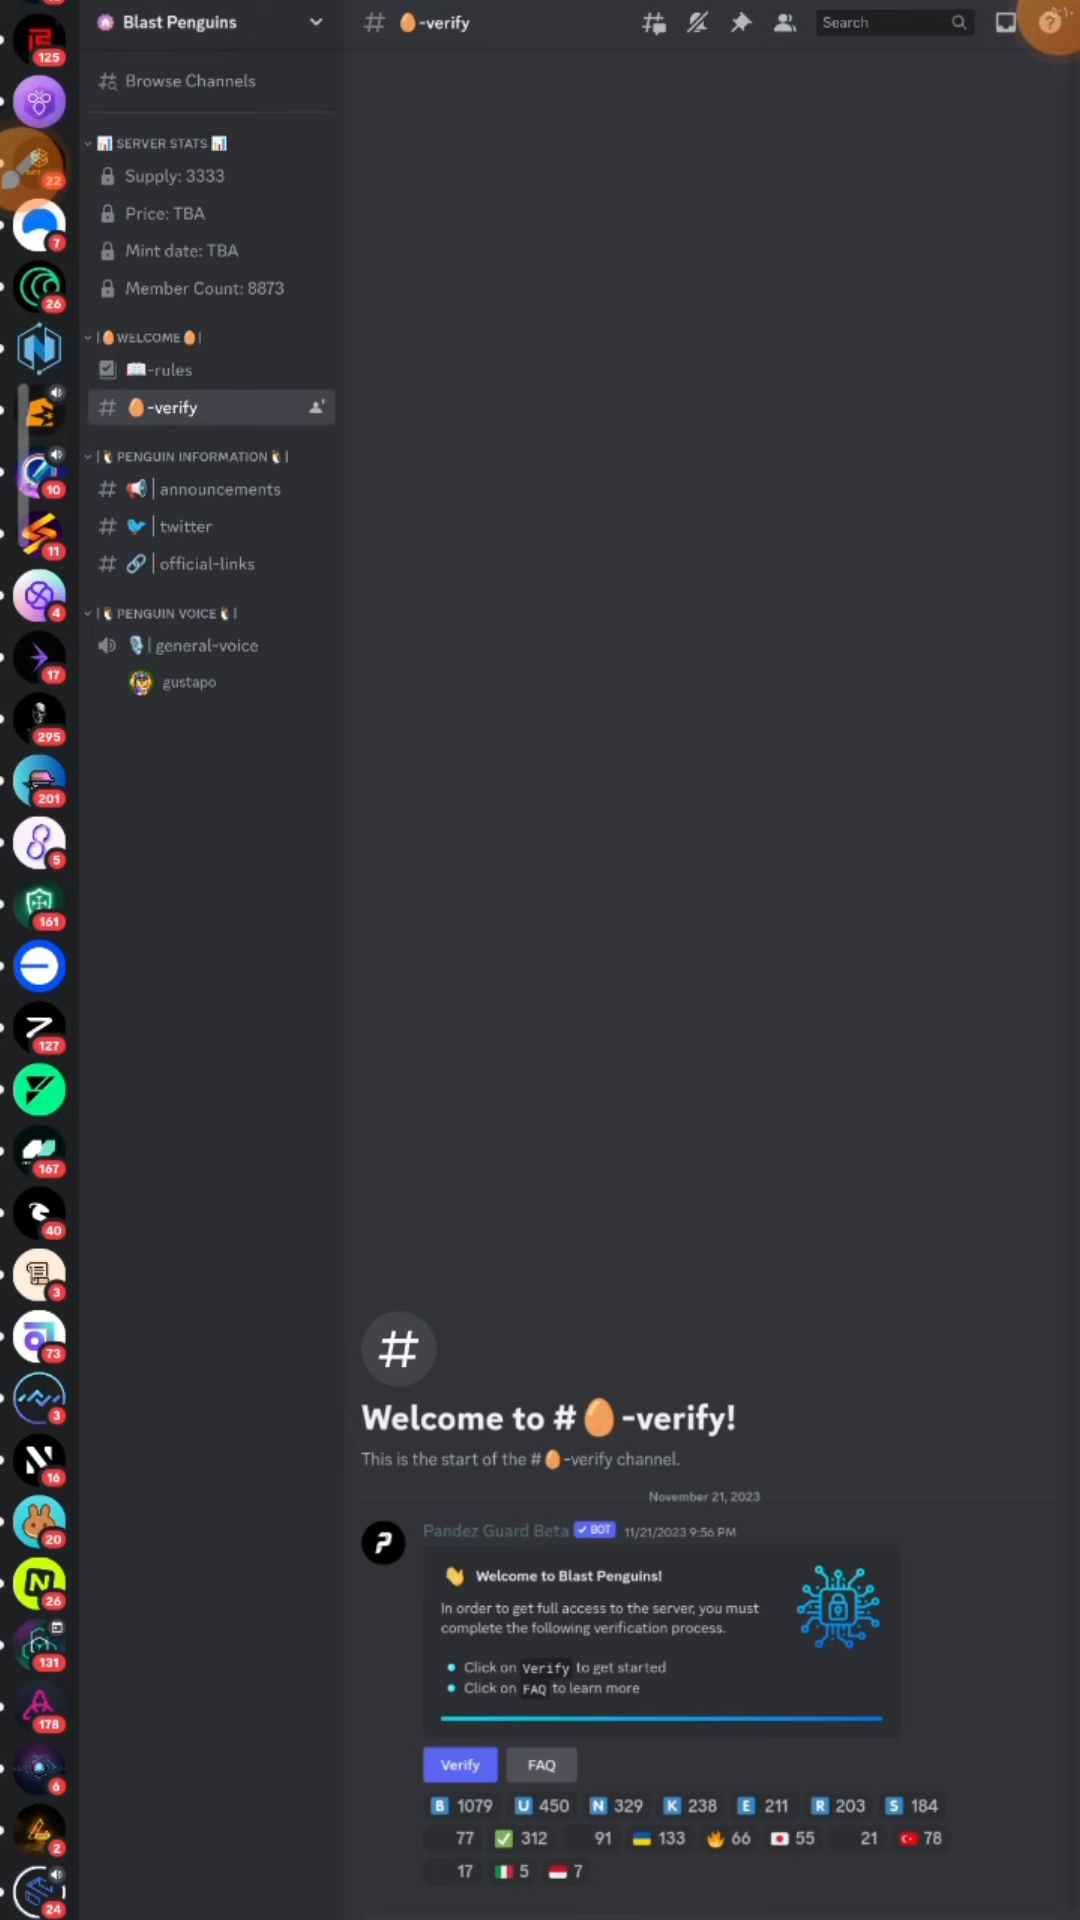 Blast Penguins
-verify
Search
Browse Channels
SERVER STATS
Supply: 3333
Price: TBA
Mint date: TBA
Member Count: 8873
|🥚WELCOME🥚|
📖-rules
🥚-verify
|🐧PENGUIN INFORMATION🐧|
📢 | announcements
🐦 | twitter
🔗 | official-links
|🐧PENGUIN VOICE🐧|
🎙️| general-voice
gustapo
125
22
7
26
10
11
4
17
295
201
5
161
127
167
40
3
73
3
16
20
26
131
178
6
2
24
Welcome to #🥚-verify!
This is the start of the #🥚-verify channel.
November 21, 2023
Pandez Guard Beta ✓ BOT 11/21/2023 9:56 PM
👋 Welcome to Blast Penguins!
In order to get full access to the server, you must
complete the following verification process.
Click on Verify to get started
Click on FAQ to learn more
Verify FAQ
B 1079 U 450 N 329 K 238 E 211 R 203 S 184
77 ✅ 312 91 🇺🇦 133 🔥 66 🇯🇵 55 21 🇹🇷 78
17 🇮🇹 5 🇮🇩 7